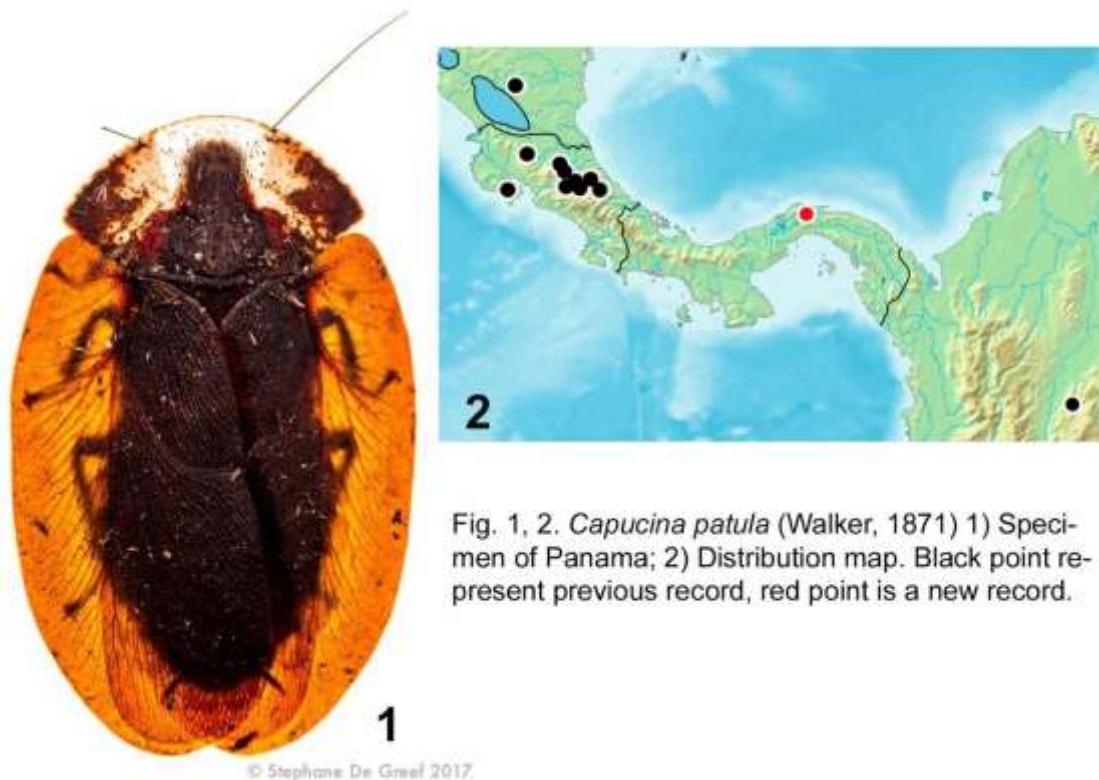 1
2
© Stephane De Greef 2017
Fig. 1, 2. Capucina patula (Walker, 1871) 1) Speci-
men of Panama; 2) Distribution map. Black point re-
present previous record, red point is a new record.